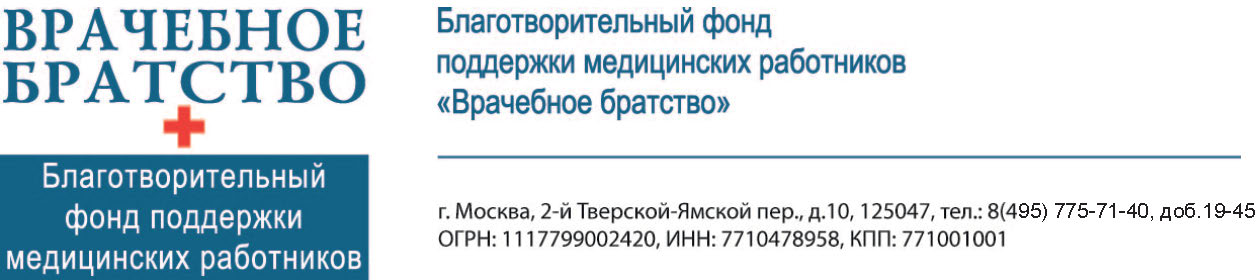 ВРАЧЕБНОЕ
БРАТСТВО
Благотворительный
фонд поддержки
медицинских работников
Благотворительный фонд
поддержки медицинских работников
«Врачебное братство»
г. Москва, 2-й Тверской-Ямской пер., д.10, 125047, тел.: 8(495) 775-71-40, доб.19-45
ОГРН: 1117799002420, ИНН: 7710478958, КПП: 771001001